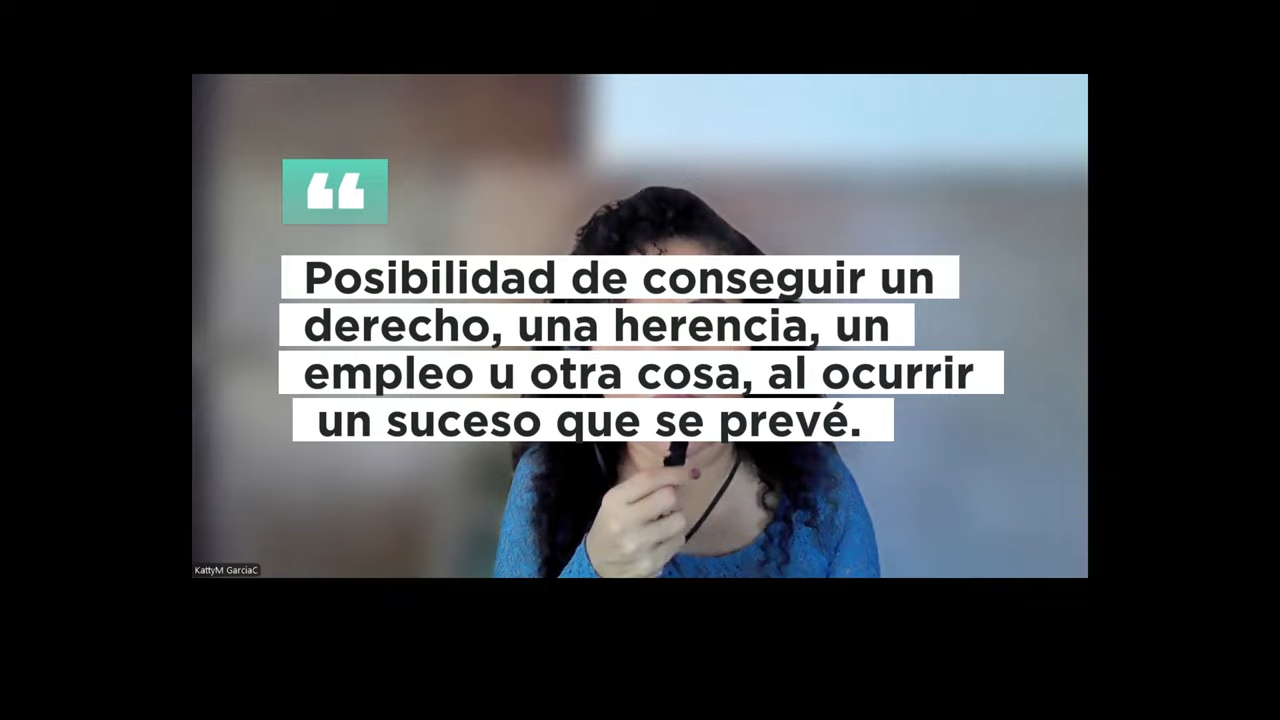 “
Posibilidad de conseguir un
derecho, una herencia, un
empleo u otra cosa, al ocurrir
un suceso que se prevé.
KattyM GarciaC